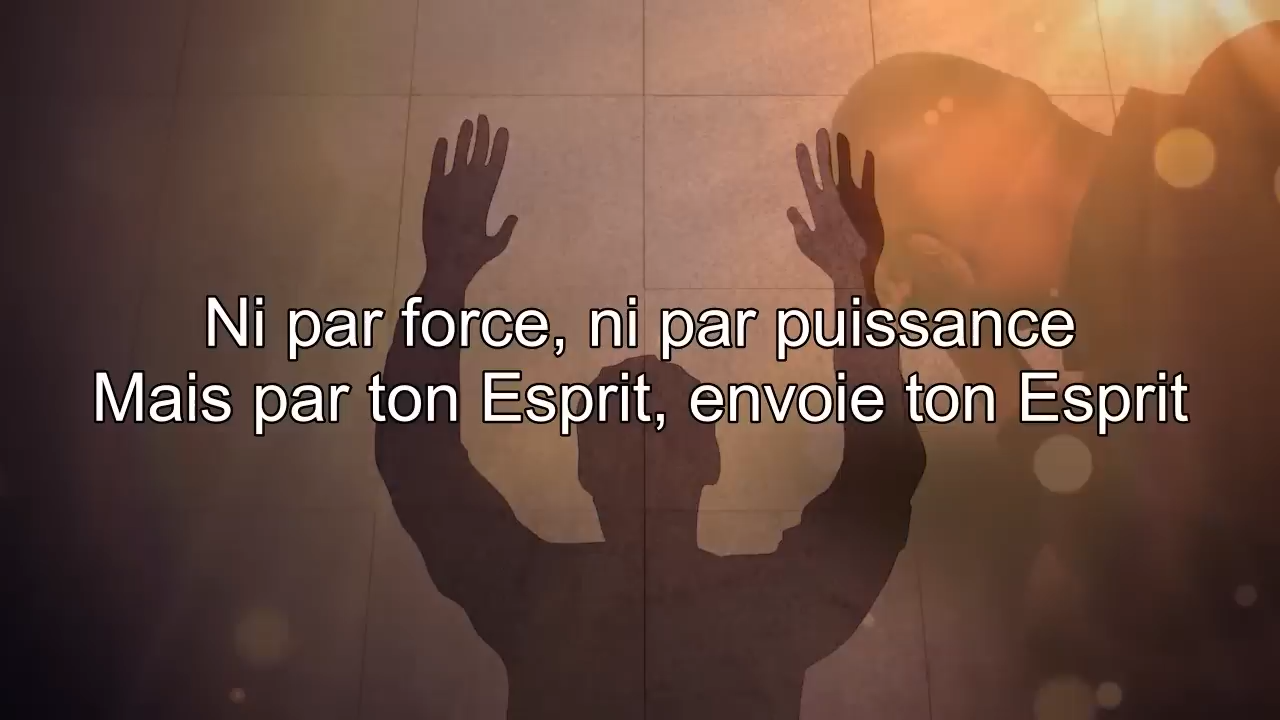 Ni par force, ni par puissance
Mais par ton Esprit, envoie ton Esprit